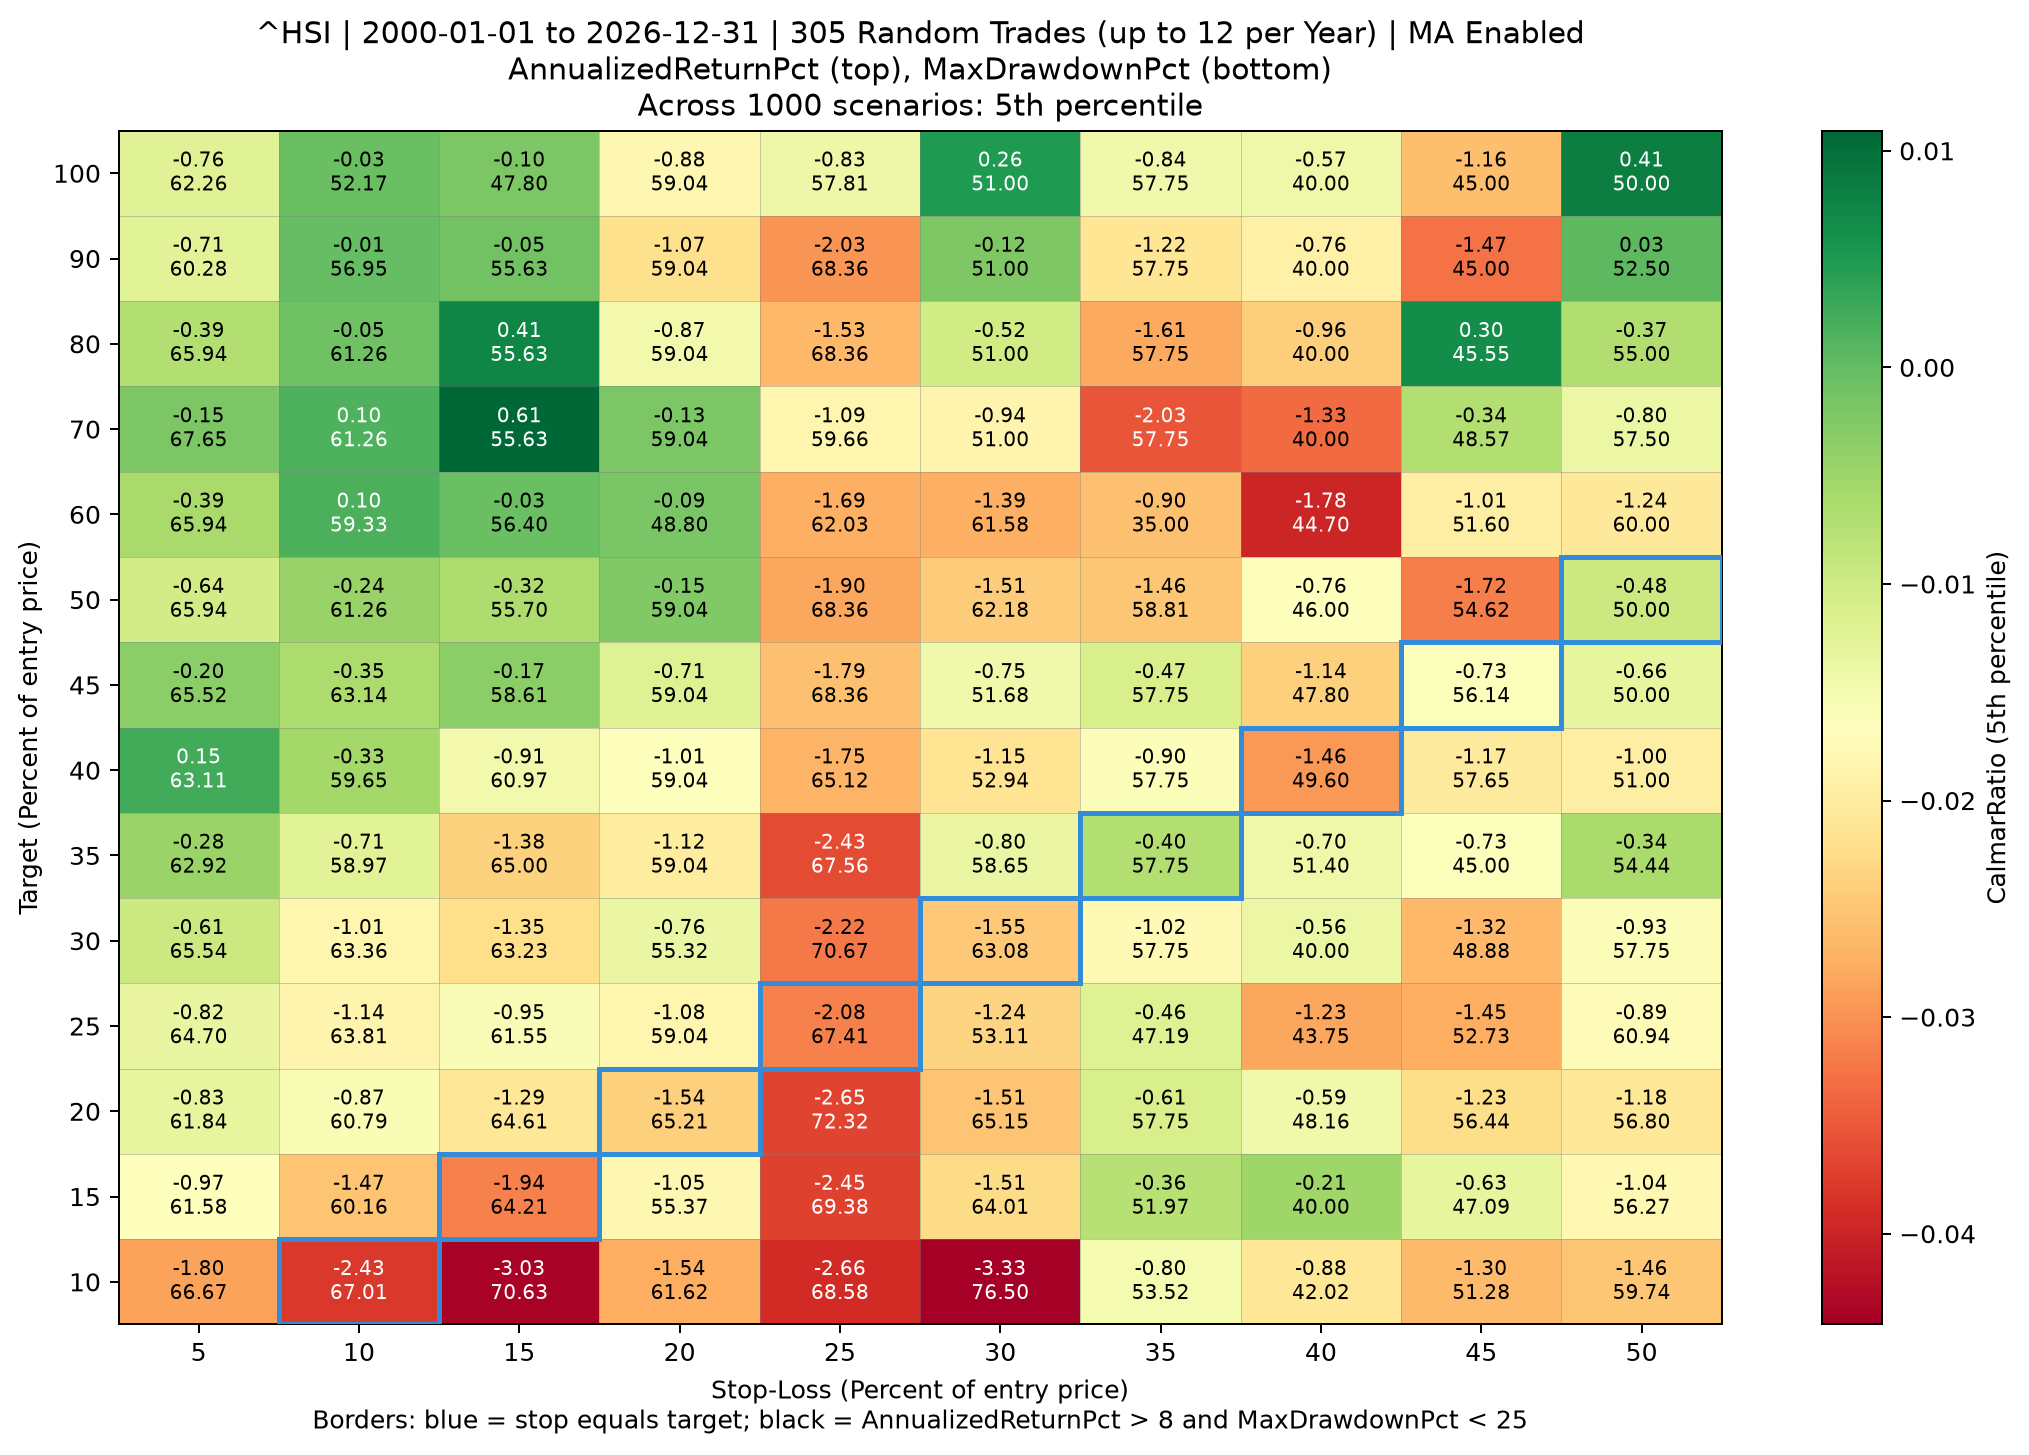 ^HSI | 2000-01-01 to 2026-12-31 | 305 Random Trades (up to 12 per Year) | MA Enabled
AnnualizedReturnPct (top), MaxDrawdownPct (bottom)
Across 1000 scenarios: 5th percentile
Target (Percent of entry price)
100
-0.76 -0.03 -0.10 -0.88 -0.83 0.26 -0.84 -0.57 -1.16 0.41
62.26 52.17 47.80 59.04 57.81 51.00 57.75 40.00 45.00 50.00
90
-0.71 -0.01 -0.05 -1.07 -2.03 -0.12 -1.22 -0.76 -1.47 0.03
60.28 56.95 55.63 59.04 68.36 51.00 57.75 40.00 45.00 52.50
80
-0.39 -0.05 0.41 -0.87 -1.53 -0.52 -1.61 -0.96 0.30 -0.37
65.94 61.26 55.63 59.04 68.36 51.00 57.75 40.00 45.55 55.00
70
-0.15 0.10 0.61 -0.13 -1.09 -0.94 -2.03 -1.33 -0.34 -0.80
67.65 61.26 55.63 59.04 59.66 51.00 57.75 40.00 48.57 57.50
60
-0.39 0.10 -0.03 -0.09 -1.69 -1.39 -0.90 -1.78 -1.01 -1.24
65.94 59.33 56.40 48.80 62.03 61.58 35.00 44.70 51.60 60.00
50
-0.64 -0.24 -0.32 -0.15 -1.90 -1.51 -1.46 -0.76 -1.72 -0.48
65.94 61.26 55.70 59.04 68.36 62.18 58.81 46.00 54.62 50.00
45
-0.20 -0.35 -0.17 -0.71 -1.79 -0.75 -0.47 -1.14 -0.73 -0.66
65.52 63.14 58.61 59.04 68.36 51.68 57.75 47.80 56.14 50.00
40
0.15 -0.33 -0.91 -1.01 -1.75 -1.15 -0.90 -1.46 -1.17 -1.00
63.11 59.65 60.97 59.04 65.12 52.94 57.75 49.60 57.65 51.00
35
-0.28 -0.71 -1.38 -1.12 -2.43 -0.80 -0.40 -0.70 -0.73 -0.34
62.92 58.97 65.00 59.04 67.56 58.65 57.75 51.40 45.00 54.44
30
-0.61 -1.01 -1.35 -0.76 -2.22 -1.55 -1.02 -0.56 -1.32 -0.93
65.54 63.36 63.23 55.32 70.67 63.08 57.75 40.00 48.88 57.75
25
-0.82 -1.14 -0.95 -1.08 -2.08 -1.24 -0.46 -1.23 -1.45 -0.89
64.70 63.81 61.55 59.04 67.41 53.11 47.19 43.75 52.73 60.94
20
-0.83 -0.87 -1.29 -1.54 -2.65 -1.51 -0.61 -0.59 -1.23 -1.18
61.84 60.79 64.61 65.21 72.32 65.15 57.75 48.16 56.44 56.80
15
-0.97 -1.47 -1.94 -1.05 -2.45 -1.51 -0.36 -0.21 -0.63 -1.04
61.58 60.16 64.21 55.37 69.38 64.01 51.97 40.00 47.09 56.27
10
-1.80 -2.43 -3.03 -1.54 -2.66 -3.33 -0.80 -0.88 -1.30 -1.46
66.67 67.01 70.63 61.62 68.58 76.50 53.52 42.02 51.28 59.74
5 10 15 20 25 30 35 40 45 50
Stop-Loss (Percent of entry price)
Borders: blue = stop equals target; black = AnnualizedReturnPct > 8 and MaxDrawdownPct < 25
0.01
0.00
−0.01
−0.02
−0.03
−0.04
CalmarRatio (5th percentile)